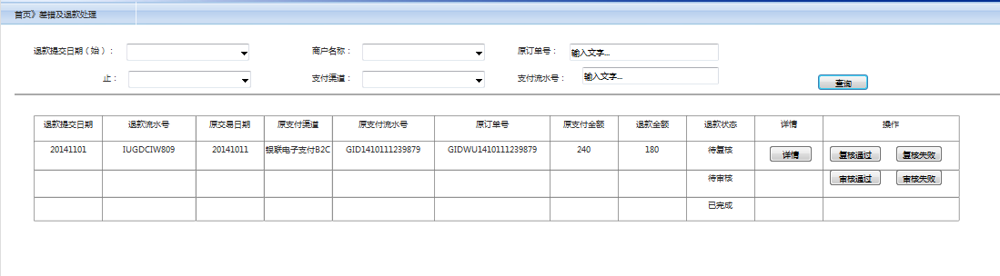 首页》差错及退款处理
退款提交日期（始）： 商户名称： 原订单号： 输入文字...
止： 支付渠道： 支付流水号： 输入文字... 查询
退款提交日期 退款流水号 原交易日期 原支付渠道 原支付流水号 原订单号 原支付金额 退款金额 退款状态 详情 操作
20141101 IUGDCIW809 20141011 银联电子支付B2C GID1410111239879 GIDWU1410111239879 240 180 待复核 详情 复核通过 复核失败
待审核 审核通过 审核失败
已完成